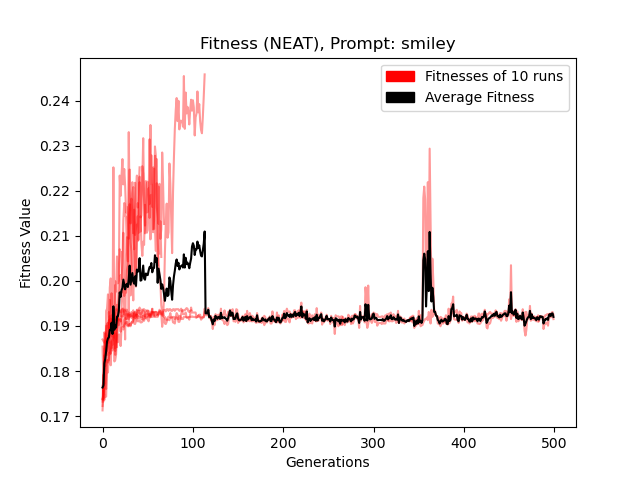 Fitness (NEAT), Prompt: smiley
Fitnesses of 10 runs
Average Fitness
Fitness Value
0.24
0.23
0.22
0.21
0.20
0.19
0.18
0.17
0
100
200
300
400
500
Generations